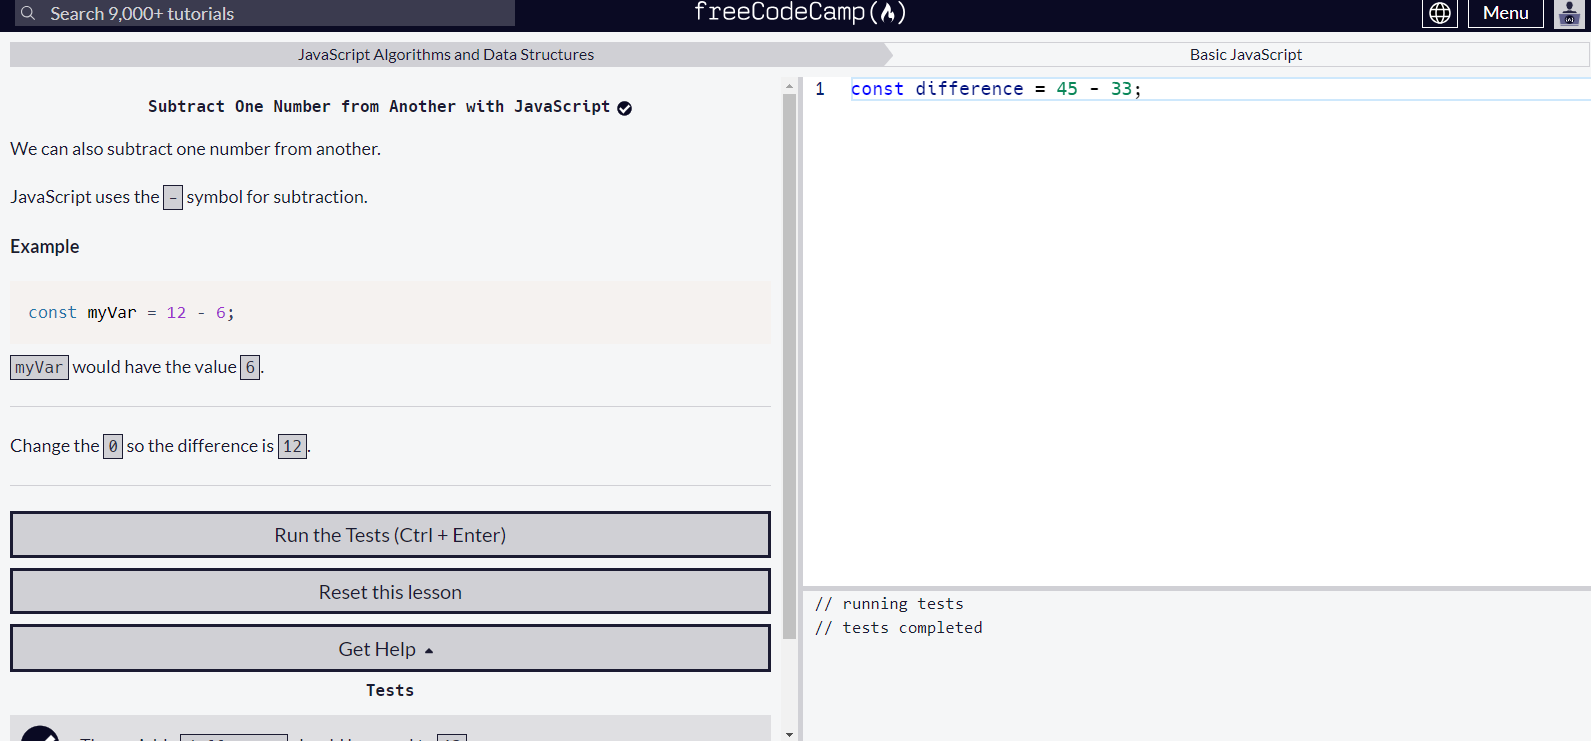 Search 9,000+ tutorials
freeCodeCamp
Menu
JavaScript Algorithms and Data Structures
Basic JavaScript
Subtract One Number from Another with JavaScript
We can also subtract one number from another.
JavaScript uses the - symbol for subtraction.
Example
const myVar = 12 - 6;
myVar would have the value 6.
Change the 0 so the difference is 12.
Run the Tests (Ctrl + Enter)
Reset this lesson
Get Help
Tests
1 const difference = 45 - 33;
// running tests
// tests completed